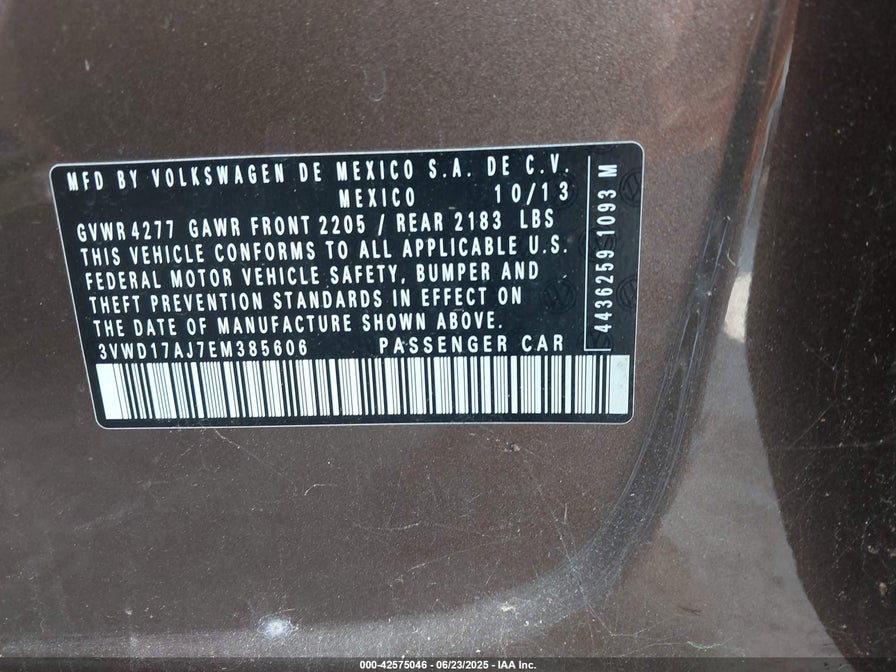 MFD BY VOLKSWAGEN DE MEXICO S.A. DE C.V.
MEXICO 10/13
GVWR 4277 GAWR FRONT 2205 / REAR 2183 LBS
THIS VEHICLE CONFORMS TO ALL APPLICABLE U.S.
FEDERAL MOTOR VEHICLE SAFETY, BUMPER AND
THEFT PREVENTION STANDARDS IN EFFECT ON
THE DATE OF MANUFACTURE SHOWN ABOVE.
3VWD17AJ7EM385606 PASSENGER CAR
4436259 1093 M
000-42575046 - 06/23/2025 - IAA Inc.